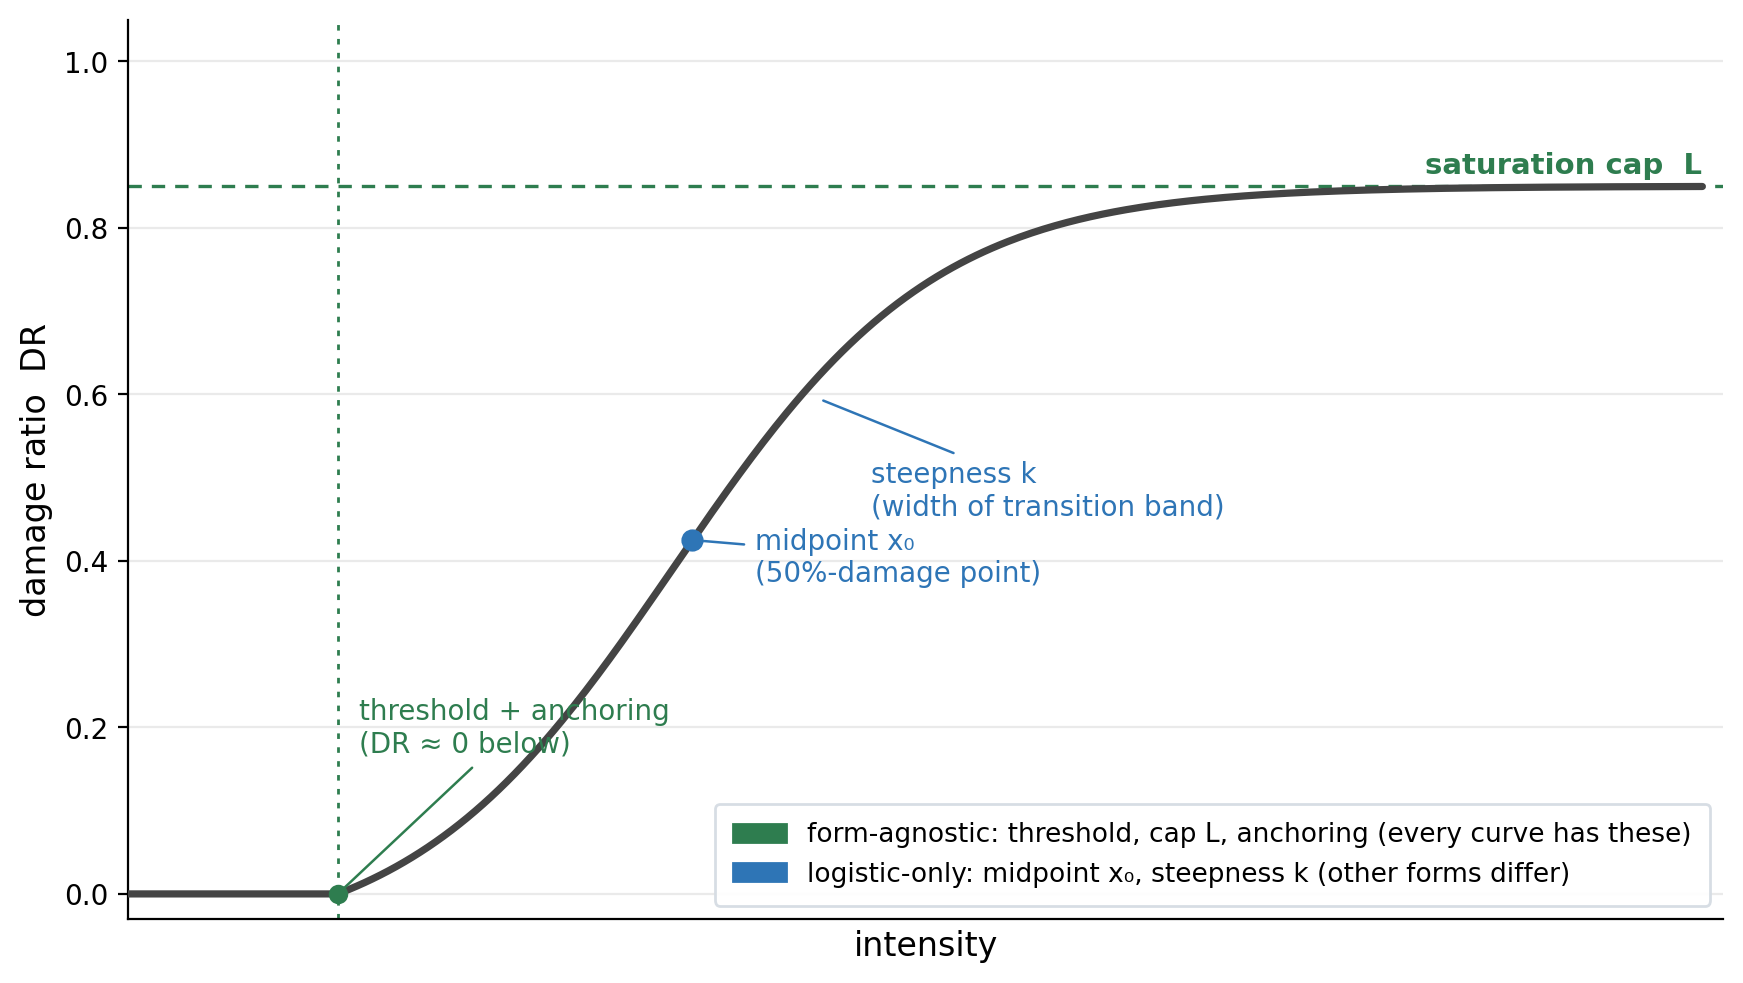 1.0
0.8
0.6
0.4
0.2
0.0
damage ratio  DR
intensity
saturation cap  L
steepness k
(width of transition band)
midpoint x₀
(50%-damage point)
threshold + anchoring
(DR ≈ 0 below)
form-agnostic: threshold, cap L, anchoring (every curve has these)
logistic-only: midpoint x₀, steepness k (other forms differ)